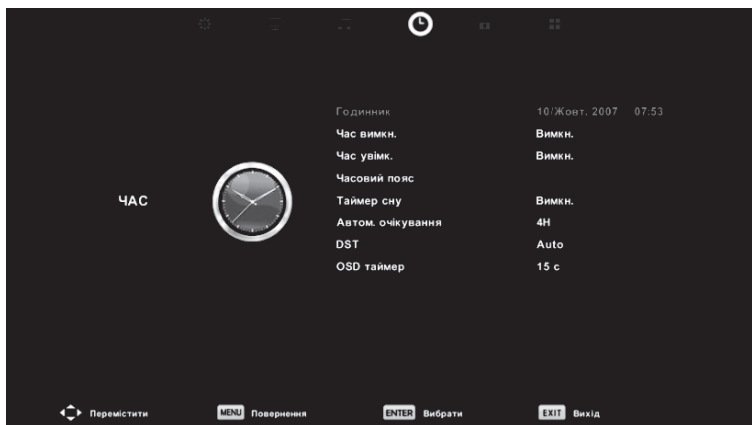 Годинник 10/Жовт. 2007 07:53
Час вимкн. Вимкн.
Час увімк. Вимкн.
Часовий пояс
ЧАС
Таймер сну Вимкн.
Автом. очікування 4H
DST Auto
OSD таймер 15 с
Перемістити MENU Повернення ENTER Вибрати EXIT Вихід